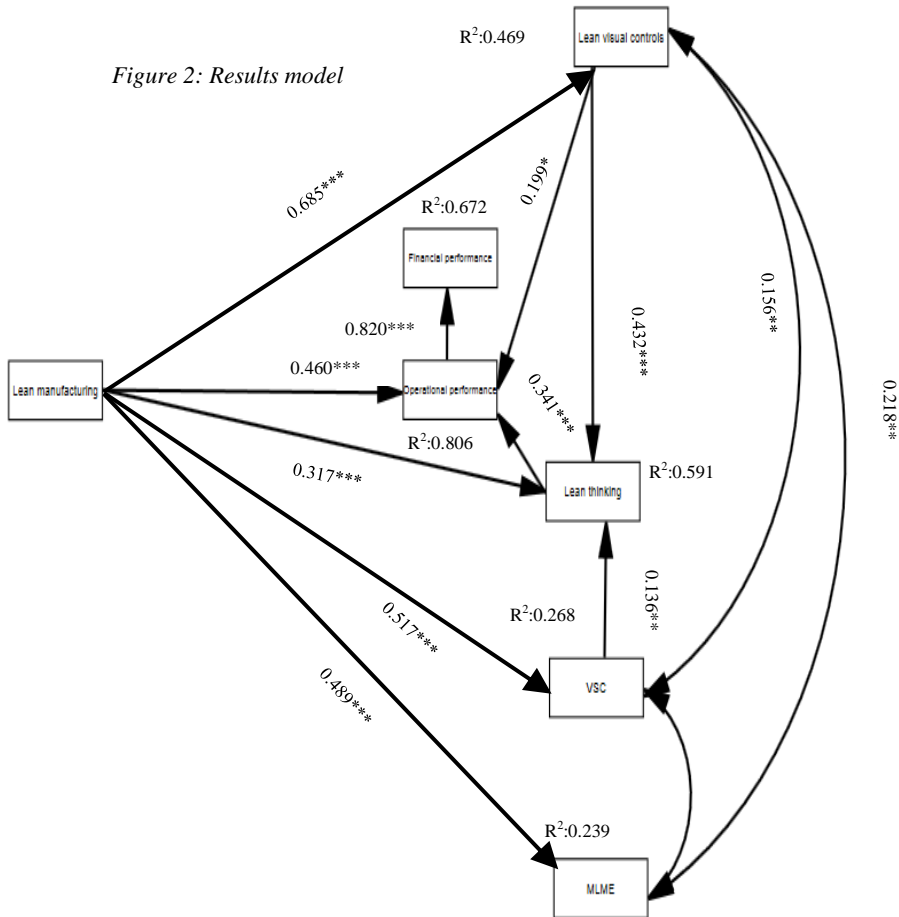 Lean visual controls
R²:0.469
Figure 2: Results model
0.685***
0.199*
R²:0.672
Financial performance
0.156**
0.820***
0.432***
0.460***
Lean manufacturing
Operational performance
0.341***
0.218**
R²:0.806
0.317***
R²:0.591
Lean thinking
0.136**
R²:0.268
0.517***
VSC
0.489***
R²:0.239
MLME